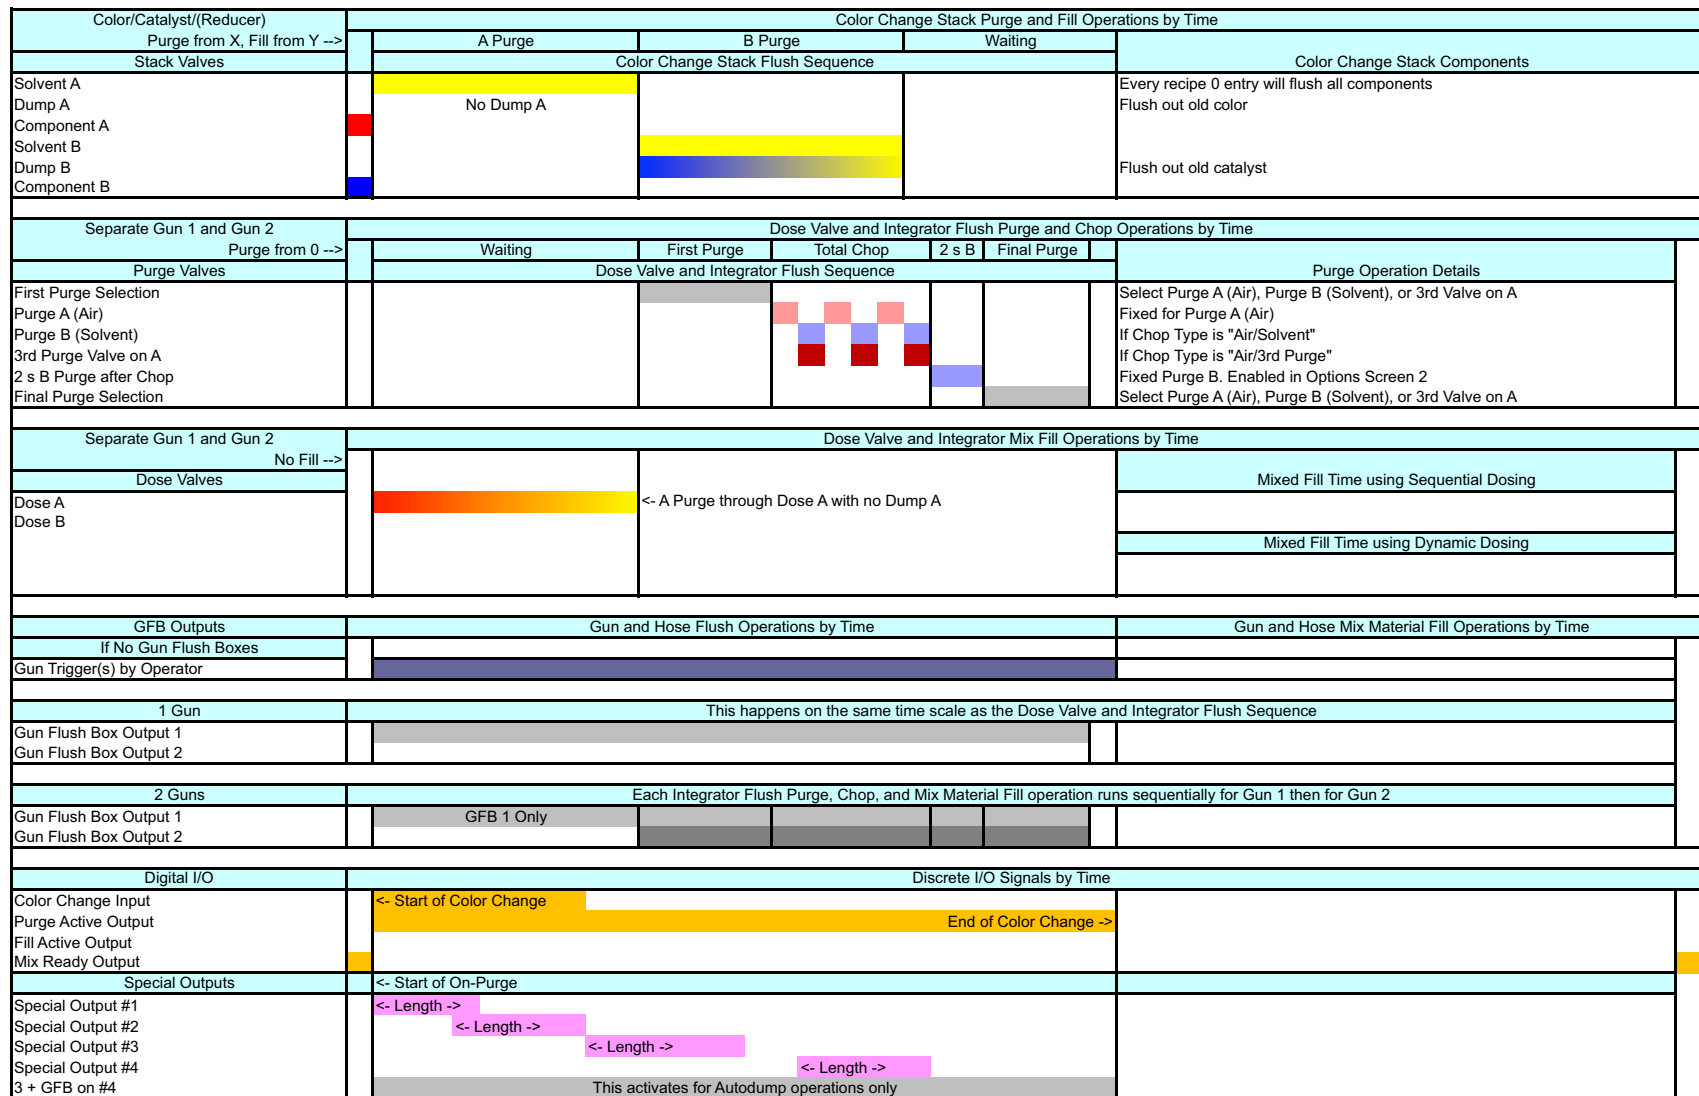 Color/Catalyst/(Reducer)
Color Change Stack Purge and Fill Operations by Time
Purge from X, Fill from Y -->
A Purge
B Purge
Waiting
Stack Valves
Color Change Stack Flush Sequence
Color Change Stack Components
Solvent A
Every recipe 0 entry will flush all components
Dump A
No Dump A
Flush out old color
Component A
Solvent B
Dump B
Flush out old catalyst
Component B
Separate Gun 1 and Gun 2
Dose Valve and Integrator Flush Purge and Chop Operations by Time
Purge from 0 -->
Waiting
First Purge
Total Chop
2 s B
Final Purge
Purge Valves
Dose Valve and Integrator Flush Sequence
Purge Operation Details
First Purge Selection
Select Purge A (Air), Purge B (Solvent), or 3rd Valve on A
Purge A (Air)
Fixed for Purge A (Air)
Purge B (Solvent)
If Chop Type is "Air/Solvent"
3rd Purge Valve on A
If Chop Type is "Air/3rd Purge"
2 s B Purge after Chop
Fixed Purge B. Enabled in Options Screen 2
Final Purge Selection
Select Purge A (Air), Purge B (Solvent), or 3rd Valve on A
Separate Gun 1 and Gun 2
Dose Valve and Integrator Mix Fill Operations by Time
No Fill -->
Dose Valves
Mixed Fill Time using Sequential Dosing
Dose A
<- A Purge through Dose A with no Dump A
Dose B
Mixed Fill Time using Dynamic Dosing
GFB Outputs
Gun and Hose Flush Operations by Time
Gun and Hose Mix Material Fill Operations by Time
If No Gun Flush Boxes
Gun Trigger(s) by Operator
1 Gun
This happens on the same time scale as the Dose Valve and Integrator Flush Sequence
Gun Flush Box Output 1
Gun Flush Box Output 2
2 Guns
Each Integrator Flush Purge, Chop, and Mix Material Fill operation runs sequentially for Gun 1 then for Gun 2
Gun Flush Box Output 1
GFB 1 Only
Gun Flush Box Output 2
Digital I/O
Discrete I/O Signals by Time
Color Change Input
<- Start of Color Change
Purge Active Output
End of Color Change ->
Fill Active Output
Mix Ready Output
Special Outputs
<- Start of On-Purge
Special Output #1
<- Length ->
Special Output #2
<- Length ->
Special Output #3
<- Length ->
Special Output #4
<- Length ->
3 + GFB on #4
This activates for Autodump operations only